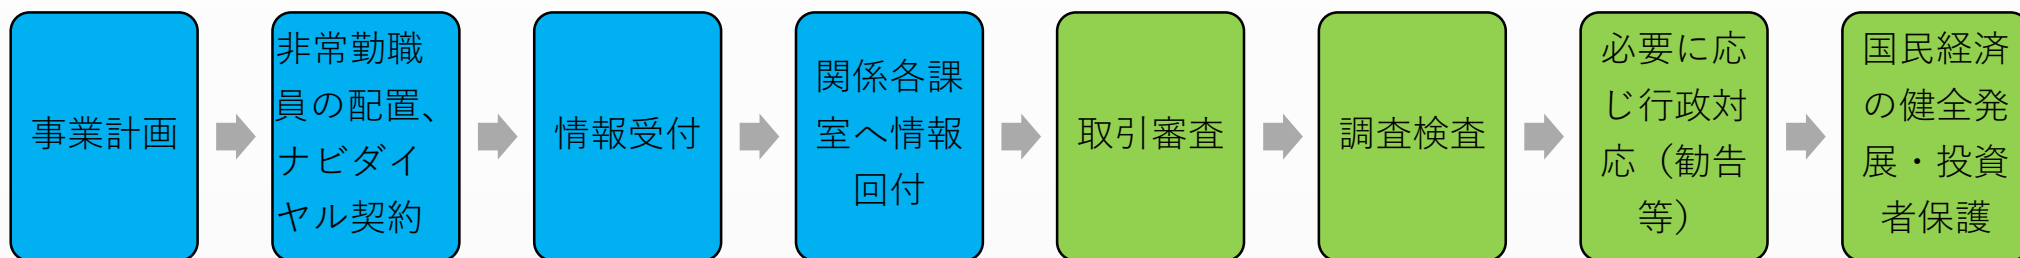 事業計画
非常勤職
員の配置、
ナビダイ
ヤル契約
情報受付
関係各課
室へ情報
回付
取引審査
調査検査
必要に応
じ行政対
応（勧告
等）
国民経済
の健全発
展・投資
者保護